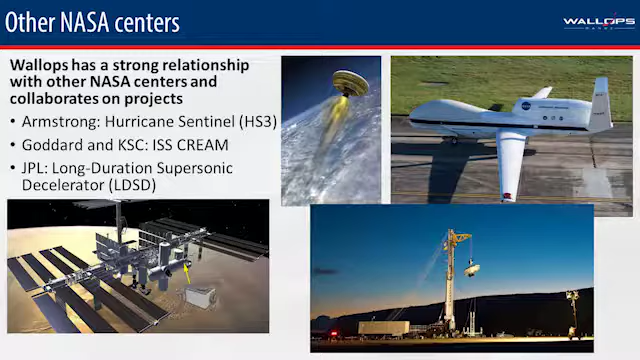 Other NASA centers
WALLOPS
Wallops has a strong relationship
with other NASA centers and
collaborates on projects
• Armstrong: Hurricane Sentinel (HS3)
• Goddard and KSC: ISS CREAM
• JPL: Long-Duration Supersonic
Decelerator (LDSD)